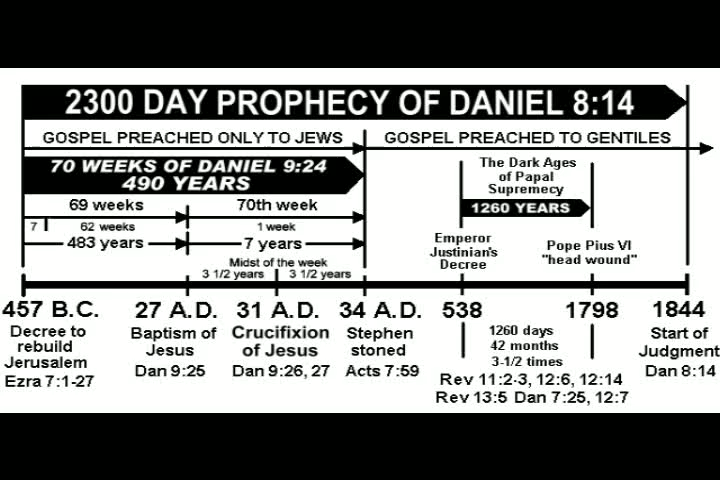 2300 DAY PROPHECY OF DANIEL 8:14
GOSPEL PREACHED ONLY TO JEWS
GOSPEL PREACHED TO GENTILES
70 WEEKS OF DANIEL 9:24
490 YEARS
69 weeks
70th week
7
62 weeks
1 week
483 years
7 years
Midst of the week
3 1/2 years
3 1/2 years
The Dark Ages
of Papal
Supremecy
1260 YEARS
Emperor
Justinian's
Decree
Pope Pius VI
"head wound"
457 B.C.
Decree to
rebuild
Jerusalem
Ezra 7:1-27
27 A.D.
Baptism of
Jesus
Dan 9:25
31 A.D.
Crucifixion
of Jesus
Dan 9:26, 27
34 A.D.
Stephen
stoned
Acts 7:59
538
1798
1260 days
42 months
3-1/2 times
Rev 11:2-3, 12:6, 12:14
Rev 13:5 Dan 7:25, 12:7
1844
Start of
Judgment
Dan 8:14